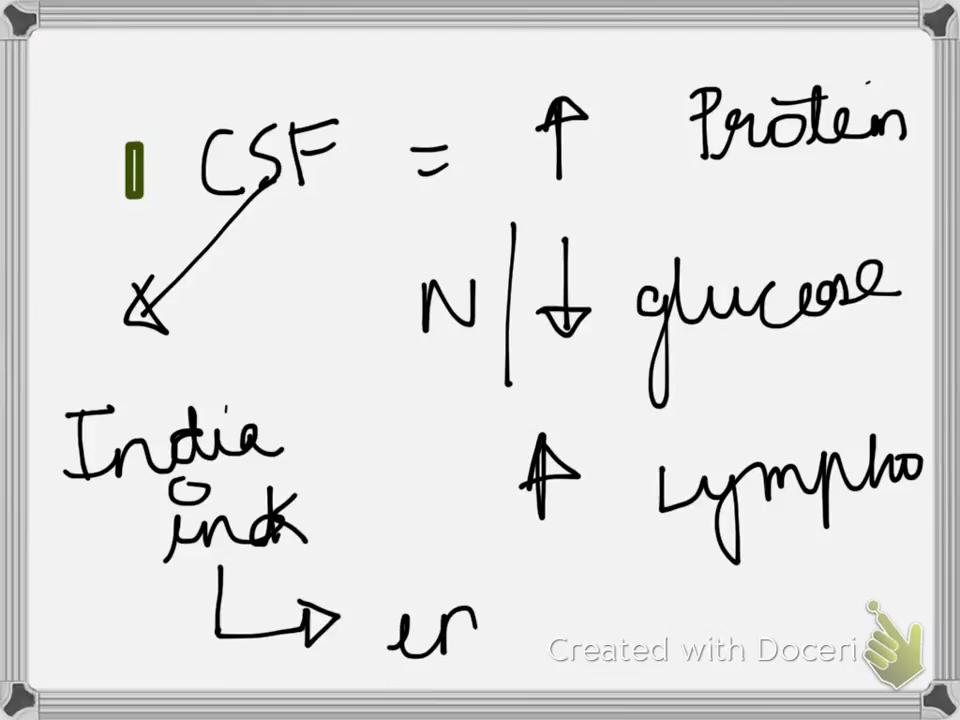 CSF = ↑ Protein
N | ↓ glucose
↑ Lympho
India
ink
er
Created with Doceri